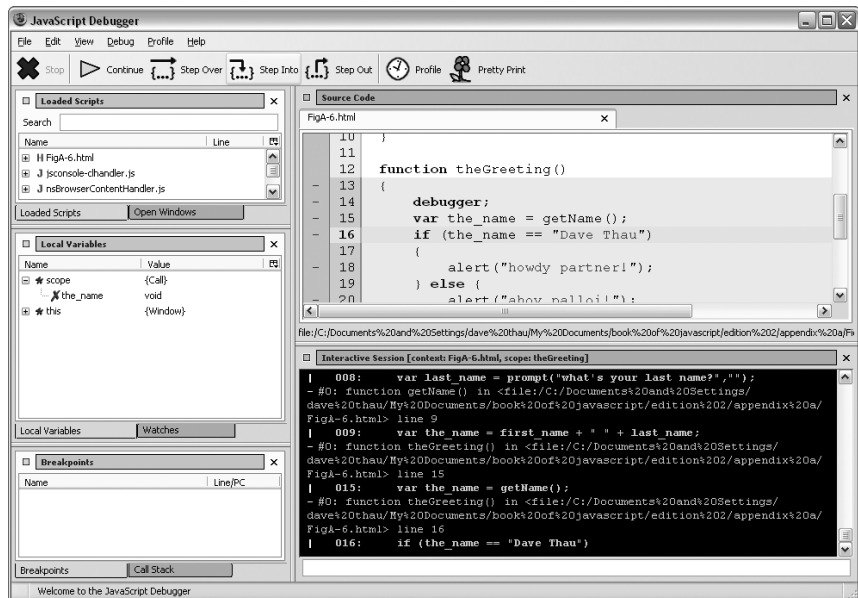 JavaScript Debugger
File Edit View Debug Profile Help
Stop Continue Step Over Step Into Step Out Profile Pretty Print
Loaded Scripts
Search
Name Line
H FigA-6.html
J jsconsole-clhandler.js
J nsBrowserContentHandler.js
Loaded Scripts Open Windows
Local Variables
Name Value
scope {Call}
the_name void
this {Window}
Local Variables Watches
Breakpoints
Name Line/PC
Breakpoints Call Stack
Source Code
FigA-6.html
10 }
11
12 function theGreeting()
- 13 {
- 14 debugger;
- 15 var the_name = getName();
- 16 if (the_name == "Dave Thau")
17 {
- 18 alert("howdy partner!");
19 } else {
- 20 alert("ahoy palloi!");
file:/C:/Documents%20and%20Settings/dave%20thau/My%20Documents/book%20of%20javascript/edition%202/appendix%20a/Fi
Interactive Session [context: FigA-6.html, scope: theGreeting]
| 008: var last_name = prompt("what's your last name?","");
- #0: function getName() in <file:/C:/Documents%20and%20Settings/
dave%20thau/My%20Documents/book%20of%20javascript/edition%202/appendix%20a/
FigA-6.html> line 9
| 009: var the_name = first_name + " " + last_name;
- #0: function theGreeting() in <file:/C:/Documents%20and%20Settings/
dave%20thau/My%20Documents/book%20of%20javascript/edition%202/appendix%20a/
FigA-6.html> line 15
| 015: var the_name = getName();
- #0: function theGreeting() in <file:/C:/Documents%20and%20Settings/
dave%20thau/My%20Documents/book%20of%20javascript/edition%202/appendix%20a/
FigA-6.html> line 16
| 016: if (the_name == "Dave Thau")
Welcome to the JavaScript Debugger